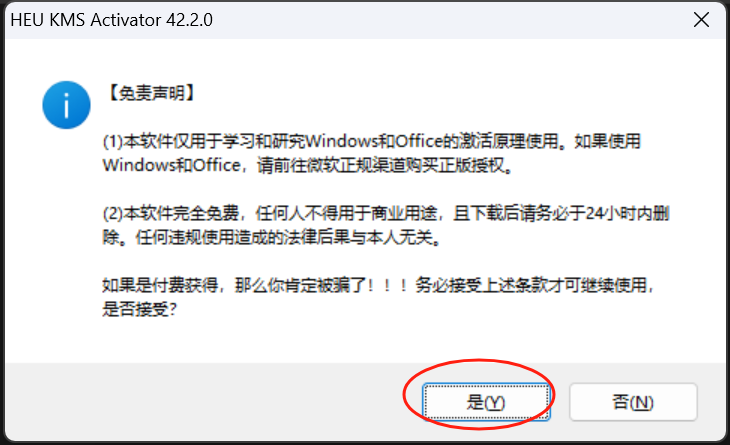 HEU KMS Activator 42.2.0
【免责声明】
(1)本软件仅用于学习和研究Windows和Office的激活原理使用。如果使用
Windows和Office，请前往微软正规渠道购买正版授权。
(2)本软件完全免费，任何人不得用于商业用途，且下载后请务必于24小时内删
除。任何违规使用造成的法律后果与本人无关。
如果是付费获得，那么你肯定被骗了！！！务必接受上述条款才可继续使用，
是否接受？
是(Y)
否(N)